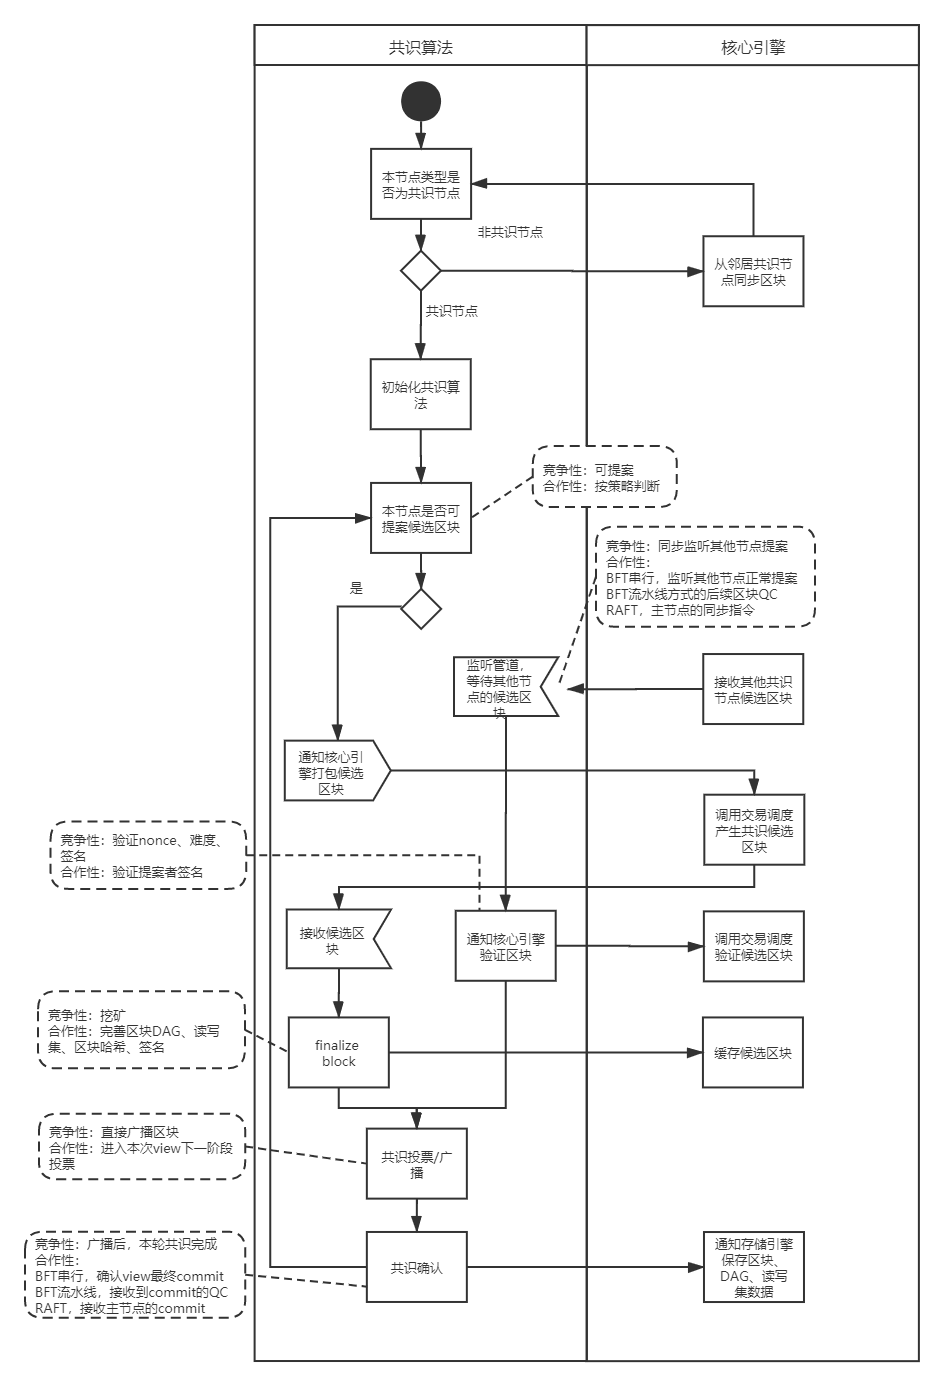 共识算法
核心引擎
本节点类型是
否为共识节点
非共识节点
从邻居共识节
点同步区块
共识节点
初始化共识算
法
竞争性：可提案
合作性：按策略判断
本节点是否可
提案候选区块
竞争性：同步监听其他节点提案
合作性：
BFT串行，监听其他节点正常提案
BFT流水线方式的后续区块QC
RAFT，主节点的同步指令
是
监听管道，
等待其他节
点的候选区
块
接收其他共识
节点候选区块
通知核心引
擎打包候选
区块
调用交易调度
产生共识候选
区块
竞争性：验证nonce、难度、
签名
合作性：验证提案者签名
接收候选区
块
通知核心引擎
验证区块
调用交易调度
验证候选区块
竞争性：挖矿
合作性：完善区块DAG、读写
集、区块哈希、签名
finalize
block
缓存候选区块
竞争性：直接广播区块
合作性：进入本次view下一阶段
投票
共识投票/广
播
竞争性：广播后，本轮共识完成
合作性：
BFT串行，确认view最终commit
BFT流水线，接收到commit的QC
RAFT，接收主节点的commit
共识确认
通知存储引擎
保存区块、
DAG、读写
集数据